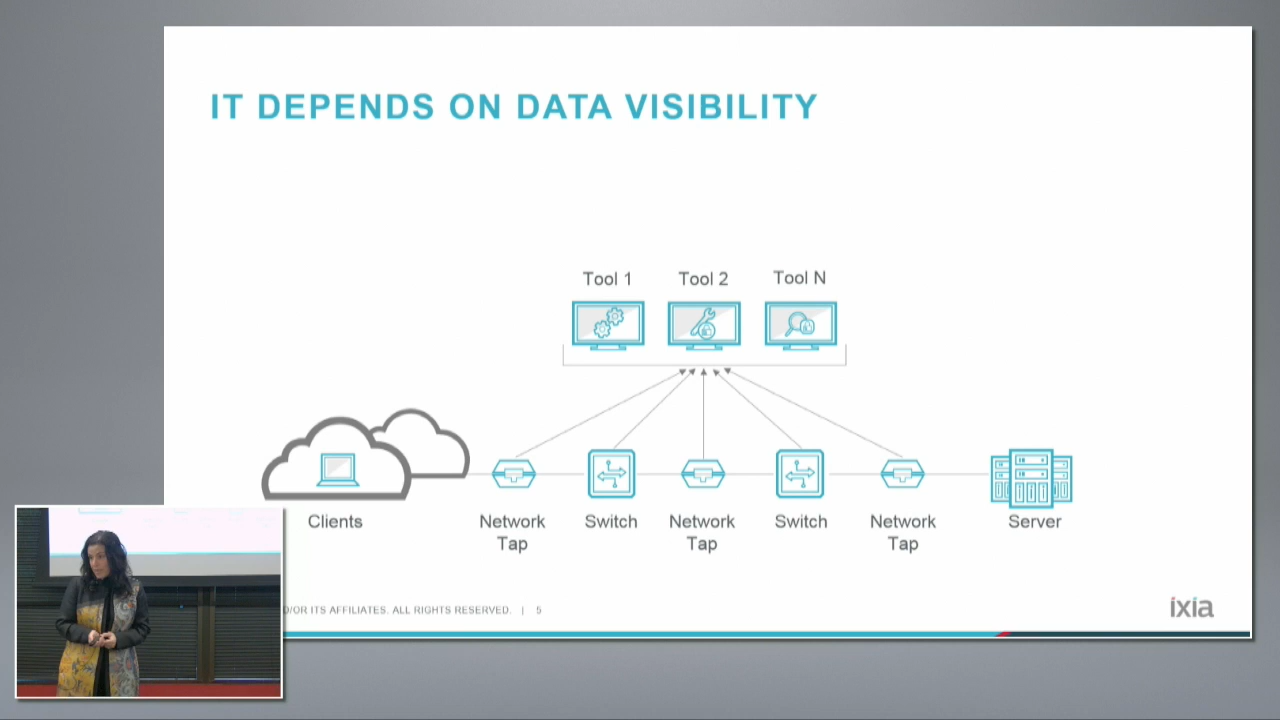 IT DEPENDS ON DATA VISIBILITY
Tool 1
Tool 2
Tool N
Clients
Network
Tap
Switch
Network
Tap
Switch
Network
Tap
Server
ITS AFFILIATES. ALL RIGHTS RESERVED. | 5
ixia